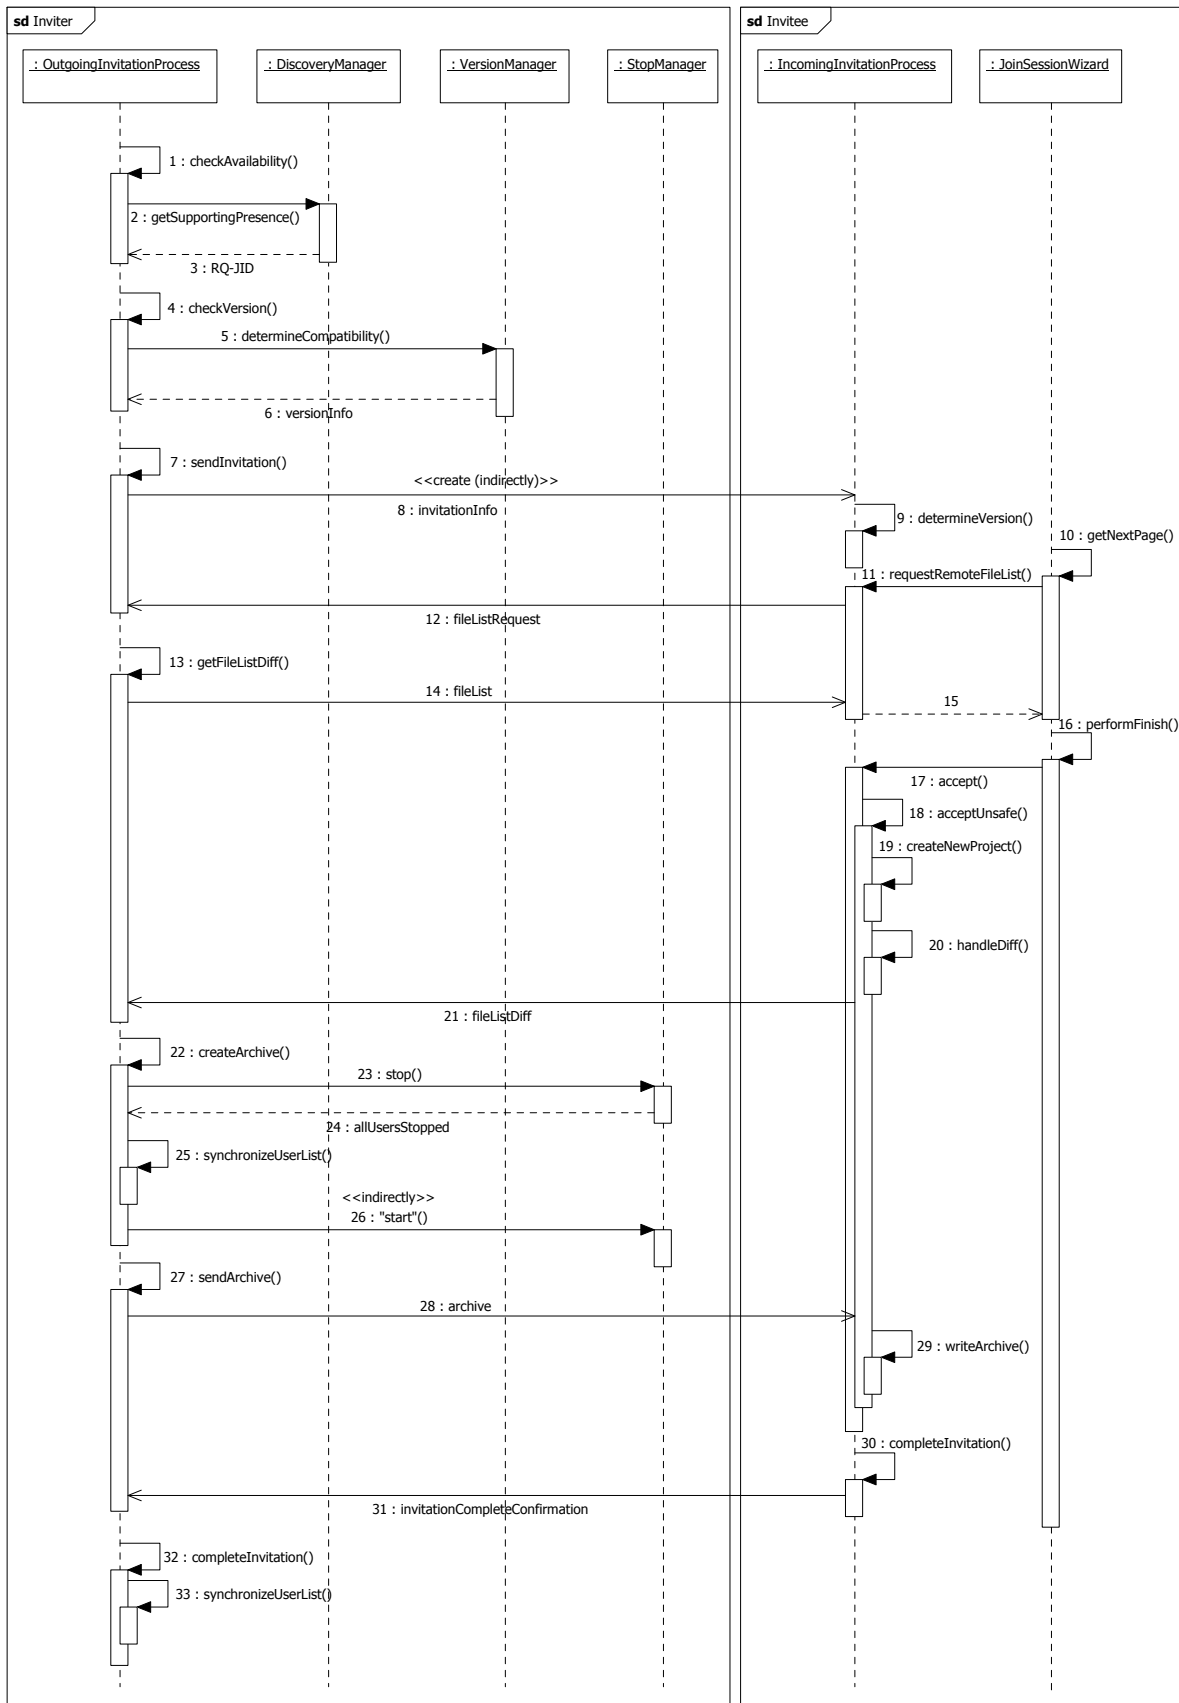 sd Inviter
sd Invitee
: OutgoingInvitationProcess
: DiscoveryManager
: VersionManager
: StopManager
: IncomingInvitationProcess
: JoinSessionWizard
1 : checkAvailability()
2 : getSupportingPresence()
3 : RQ-JID
4 : checkVersion()
5 : determineCompatibility()
6 : versionInfo
7 : sendInvitation()
<<create (indirectly)>>
8 : invitationInfo
9 : determineVersion()
10 : getNextPage()
11 : requestRemoteFileList()
12 : fileListRequest
13 : getFileListDiff()
14 : fileList
15
16 : performFinish()
17 : accept()
18 : acceptUnsafe()
19 : createNewProject()
20 : handleDiff()
21 : fileListDiff
22 : createArchive()
23 : stop()
24 : allUsersStopped
25 : synchronizeUserList()
<<indirectly>>
26 : "start"()
27 : sendArchive()
28 : archive
29 : writeArchive()
30 : completeInvitation()
31 : invitationCompleteConfirmation
32 : completeInvitation()
33 : synchronizeUserList()